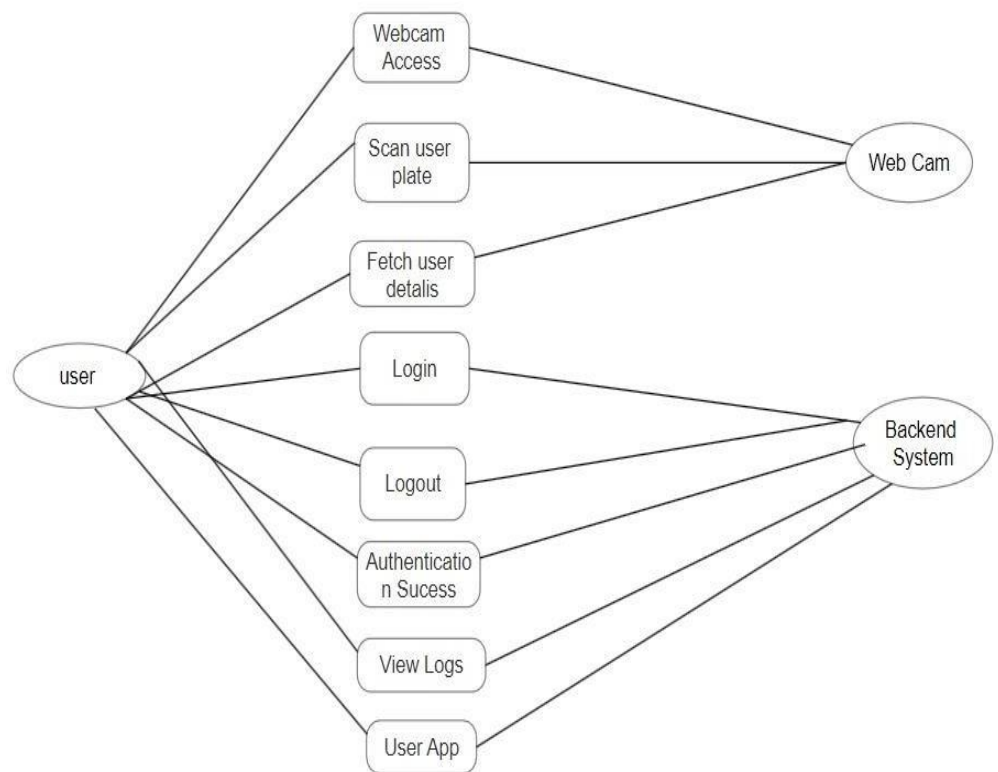 Webcam
Access
Scan user
plate
Web Cam
Fetch user
detalis
user
Login
Backend
System
Logout
Authenticatio
n Sucess
View Logs
User App